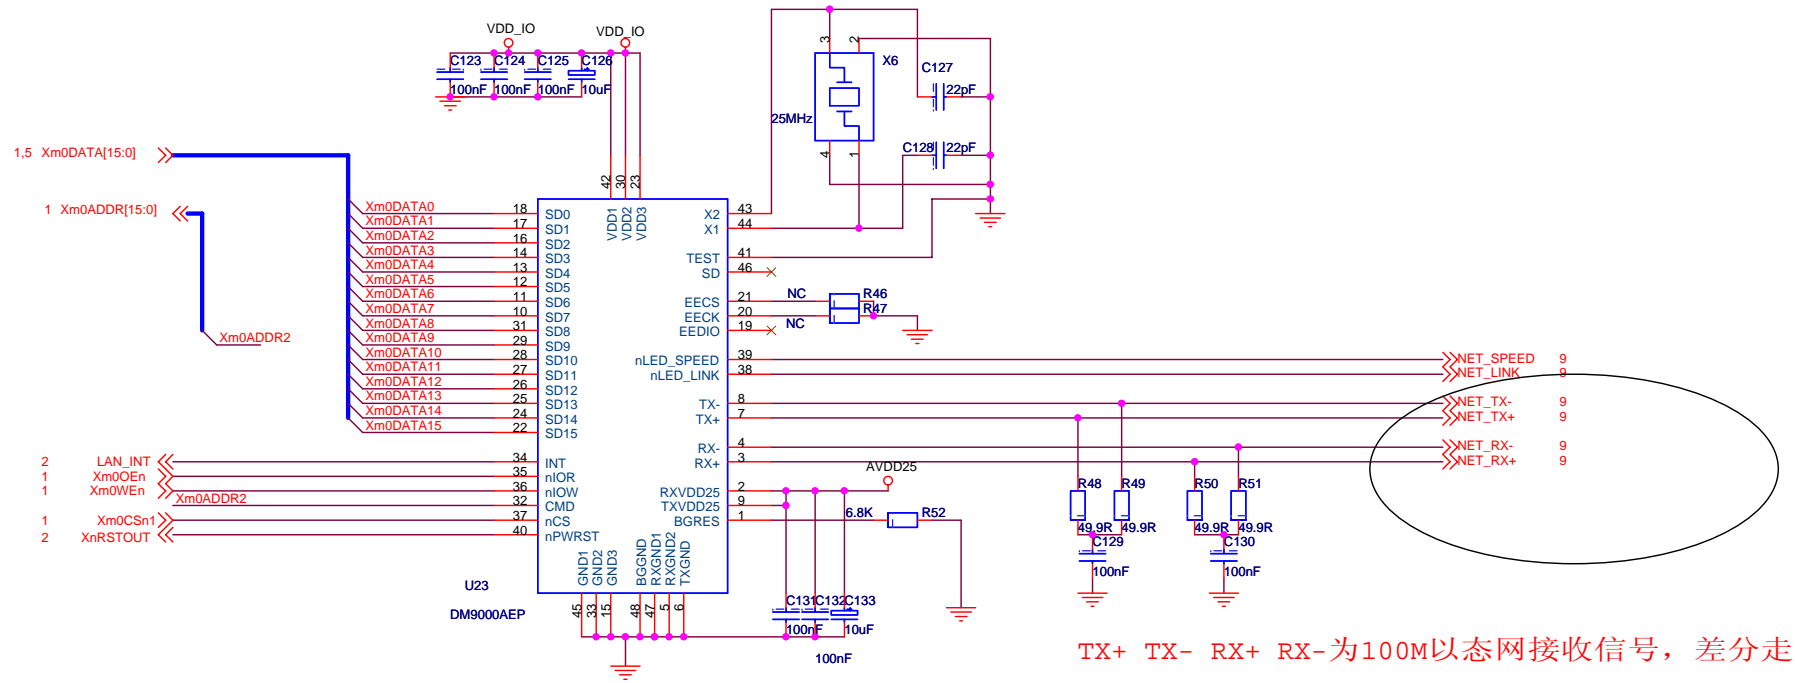 VDD_IO
VDD_IO
C123
C124
C125
C126
100nF
100nF
100nF
10uF
3
2
X6
C127
22pF
25MHz
C128
22pF
4
1
1,5 Xm0DATA[15:0]
1 Xm0ADDR[15:0]
Xm0ADDR2
42
30
23
VDD1
VDD2
VDD3
Xm0DATA0 18 SD0
Xm0DATA1 17 SD1
Xm0DATA2 16 SD2
Xm0DATA3 14 SD3
Xm0DATA4 13 SD4
Xm0DATA5 12 SD5
Xm0DATA6 11 SD6
Xm0DATA7 10 SD7
Xm0DATA8 31 SD8
Xm0DATA9 29 SD9
Xm0DATA10 28 SD10
Xm0DATA11 27 SD11
Xm0DATA12 26 SD12
Xm0DATA13 25 SD13
Xm0DATA14 24 SD14
Xm0DATA15 22 SD15
2 LAN_INT 34 INT
1 Xm0OEn 35 nIOR
1 Xm0WEn 36 nIOW
Xm0ADDR2 32 CMD
1 Xm0CSn1 37 nCS
2 XnRSTOUT 40 nPWRST
X2 43
X1 44
TEST 41
SD 46
EECS 21 NC R46
EECK 20 NC R47
EEDIO 19
nLED_SPEED 39 NET_SPEED 9
nLED_LINK 38 NET_LINK 9
TX- 8 NET_TX- 9
TX+ 7 NET_TX+ 9
RX- 4 NET_RX- 9
RX+ 3 NET_RX+ 9
AVDD25
RXVDD25 2
TXVDD25 9
BGRES 1 6.8K R52
R48
R49
R50
R51
49.9R
49.9R
49.9R
49.9R
C129
C130
100nF
100nF
GND1
GND2
GND3
BGGND
RXGND1
RXGND2
TXGND
45
33
15
48
47
5
6
U23
DM9000AEP
C131
C132
C133
100nF
10uF
100nF
TX+ TX- RX+ RX-为100M以态网接收信号，差分走